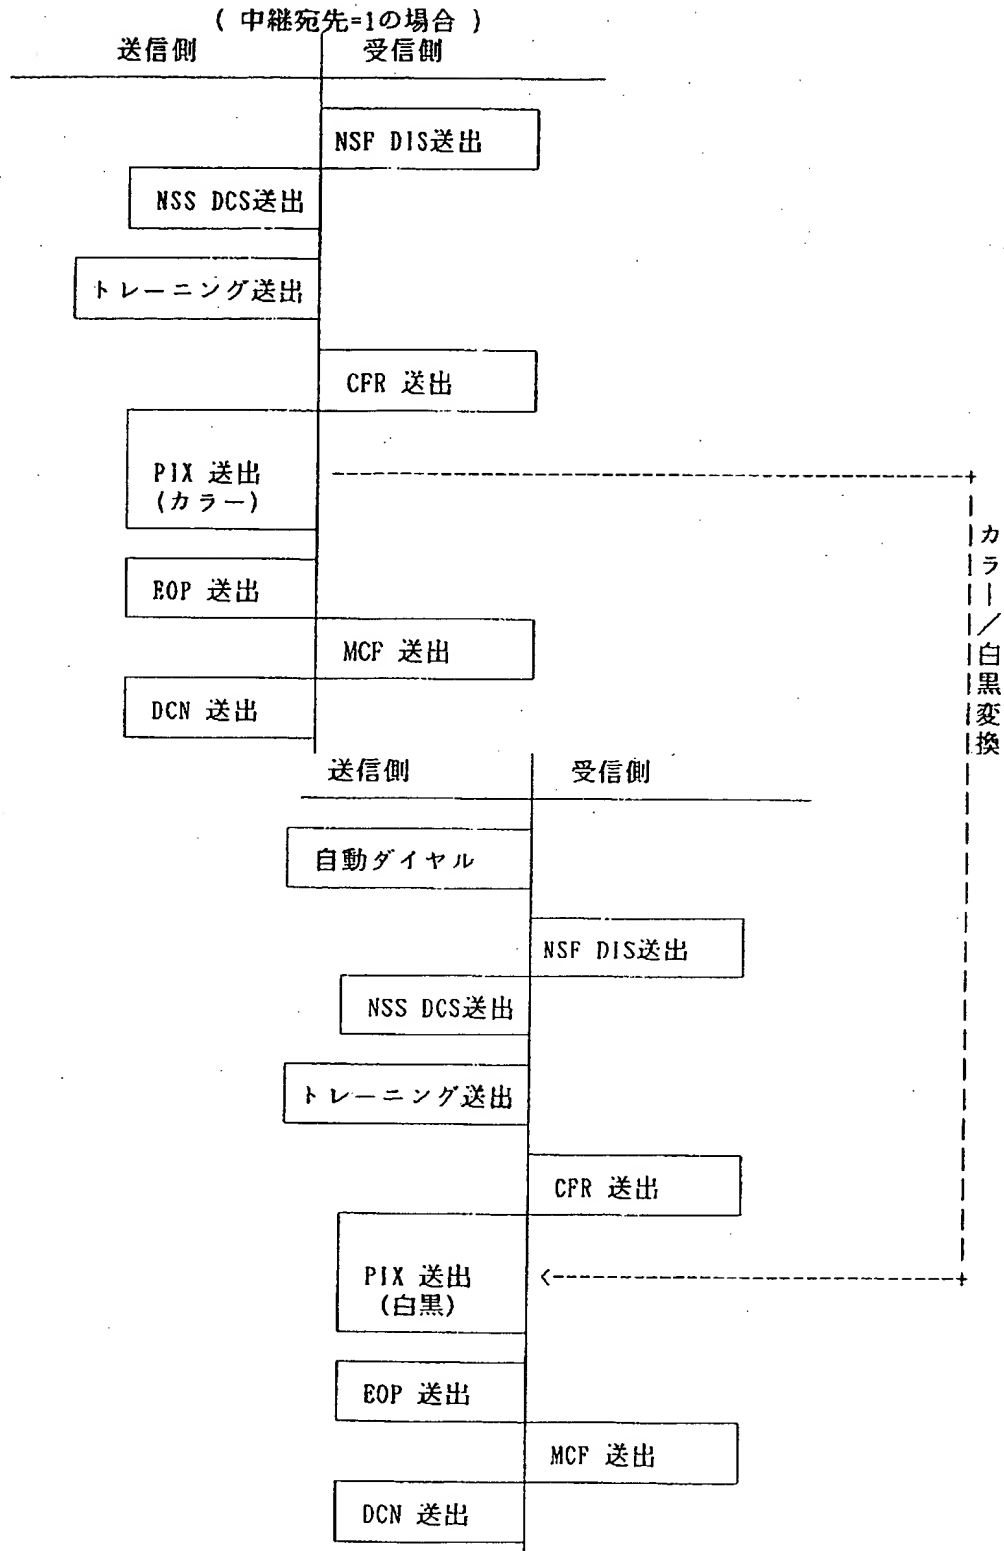 ( 中継宛先=1の場合 )
送信側 受信側
NSF DIS送出
NSS DCS送出
トレーニング送出
CFR 送出
PIX 送出
(カラー)
EOP 送出
MCF 送出
DCN 送出
カラー/白黒変換
送信側 受信側
自動ダイヤル
NSF DIS送出
NSS DCS送出
トレーニング送出
CFR 送出
PIX 送出
(白黒)
EOP 送出
MCF 送出
DCN 送出